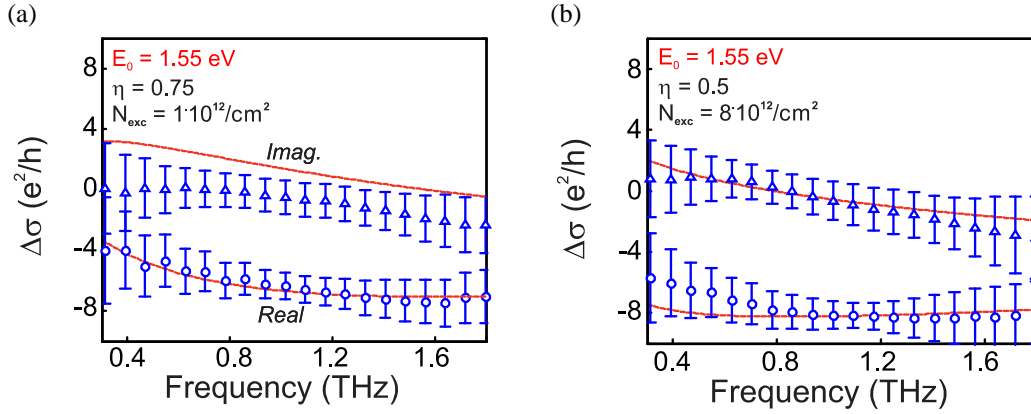 (a)
E₀ = 1.55 eV
η = 0.75
N_exc = 1·10¹²/cm²
Imag.
Real
8
4
0
-4
-8
Δσ (e²/h)
0.4 0.8 1.2 1.6
Frequency (THz)
(b)
E₀ = 1.55 eV
η = 0.5
N_exc = 8·10¹²/cm²
8
4
0
-4
-8
Δσ (e²/h)
0.4 0.8 1.2 1.6
Frequency (THz)